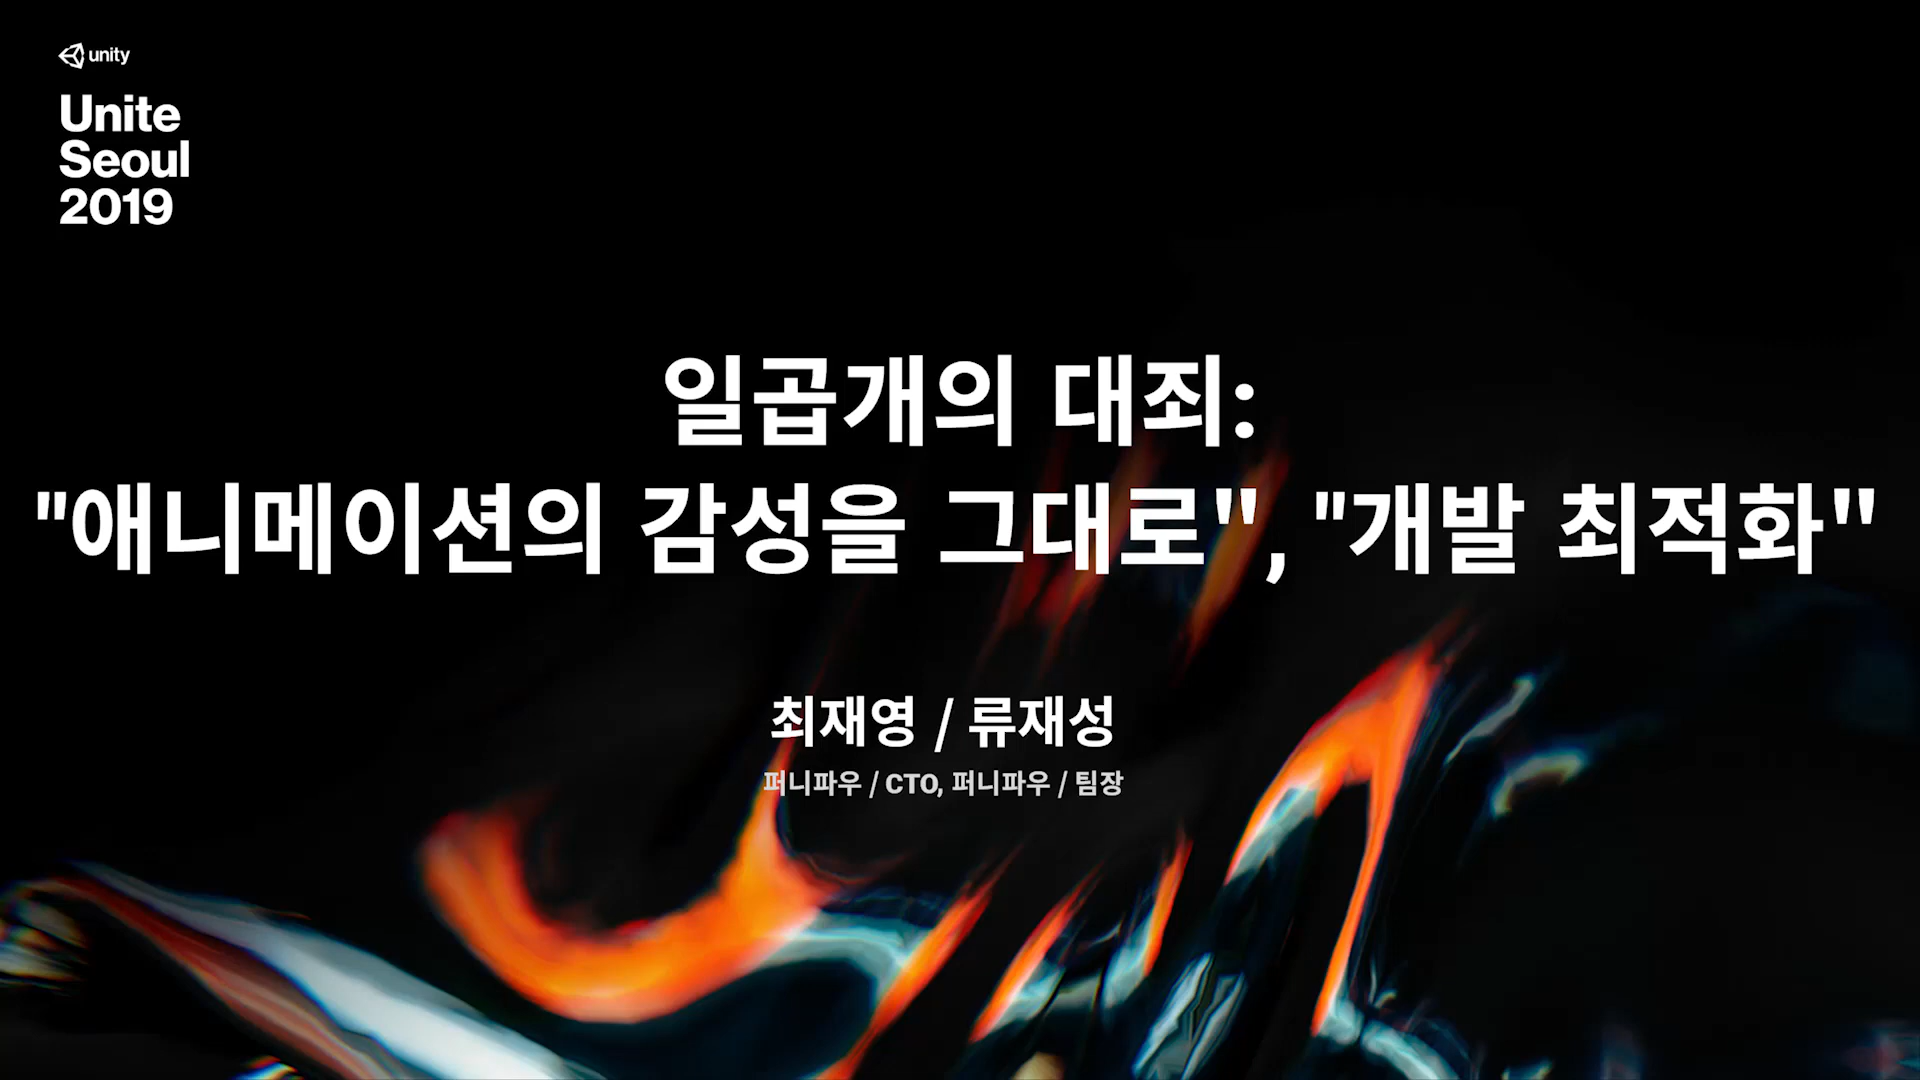 unity
Unite
Seoul
2019
일곱개의 대죄:
"애니메이션의 감성을 그대로", "개발 최적화"
최재영 / 류재성
퍼니파우 / CTO, 퍼니파우 / 팀장